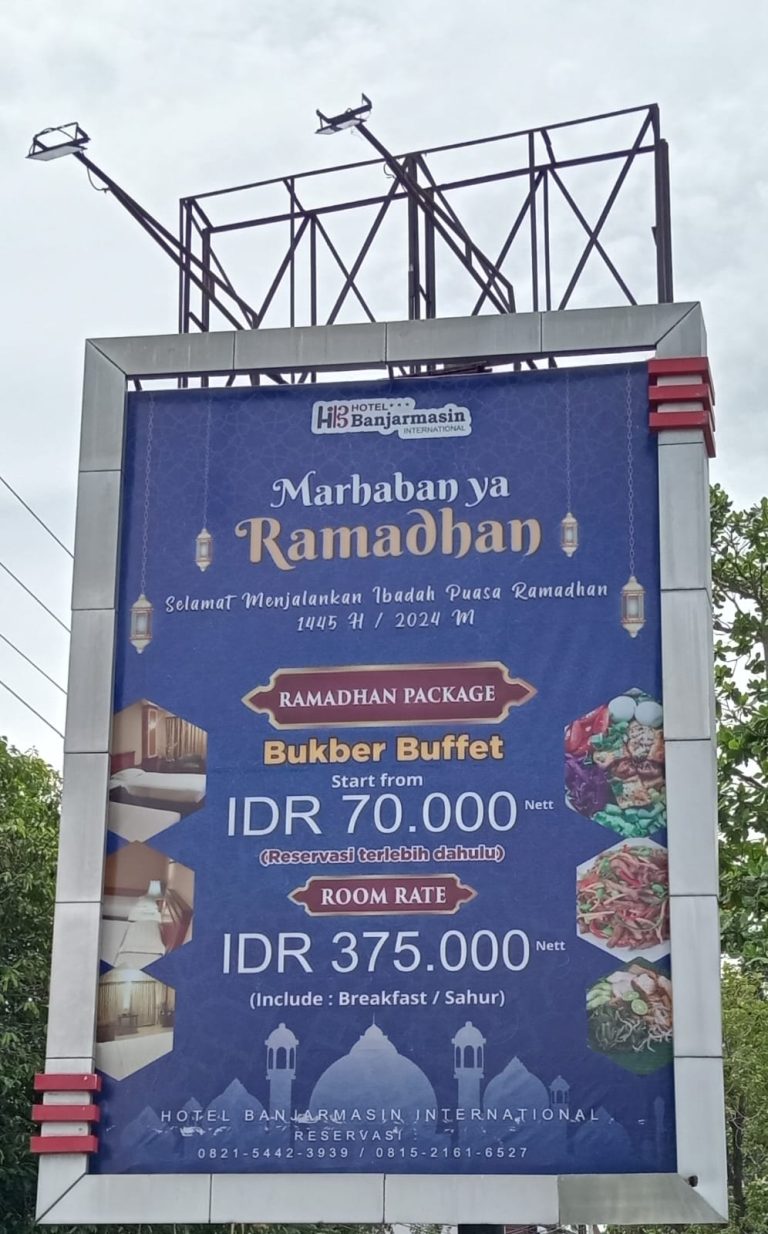 HB HOTEL***
Banjarmasin
INTERNATIONAL
Marhaban ya
Ramadhan
Selamat Menjalankan Ibadah Puasa Ramadhan
1445 H / 2024 M
RAMADHAN PACKAGE
Bukber Buffet
Start from
IDR 70.000 Nett
(Reservasi terlebih dahulu)
ROOM RATE
IDR 375.000 Nett
(Include : Breakfast / Sahur)
HOTEL BANJARMASIN INTERNATIONAL
RESERVASI :
0821-5442-3939 / 0815-2161-6527